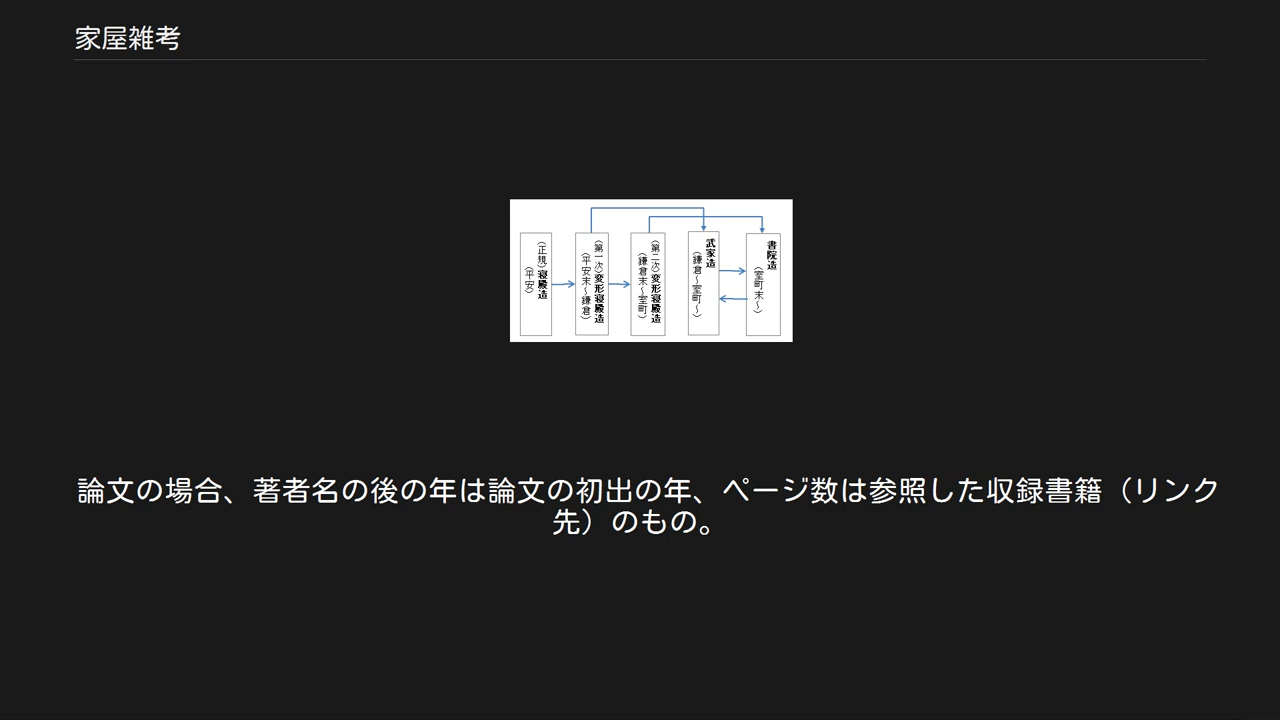 家屋雑考
（正規）寝殿造
（平安）
（第一次）変形寝殿造
（平安末～鎌倉）
（第二次）変形寝殿造
（鎌倉末～室町）
武家造
（鎌倉～室町～）
書院造
（室町末～）
論文の場合、著者名の後の年は論文の初出の年、ページ数は参照した収録書籍（リンク
先）のもの。